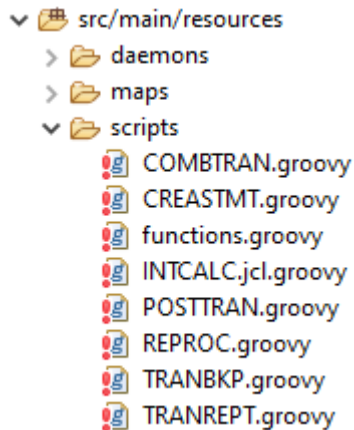 src/main/resources
daemons
maps
scripts
COMBTRAN.groovy
CREASTMT.groovy
functions.groovy
INTCALC.jcl.groovy
POSTTRAN.groovy
REPROC.groovy
TRANBKP.groovy
TRANREPT.groovy